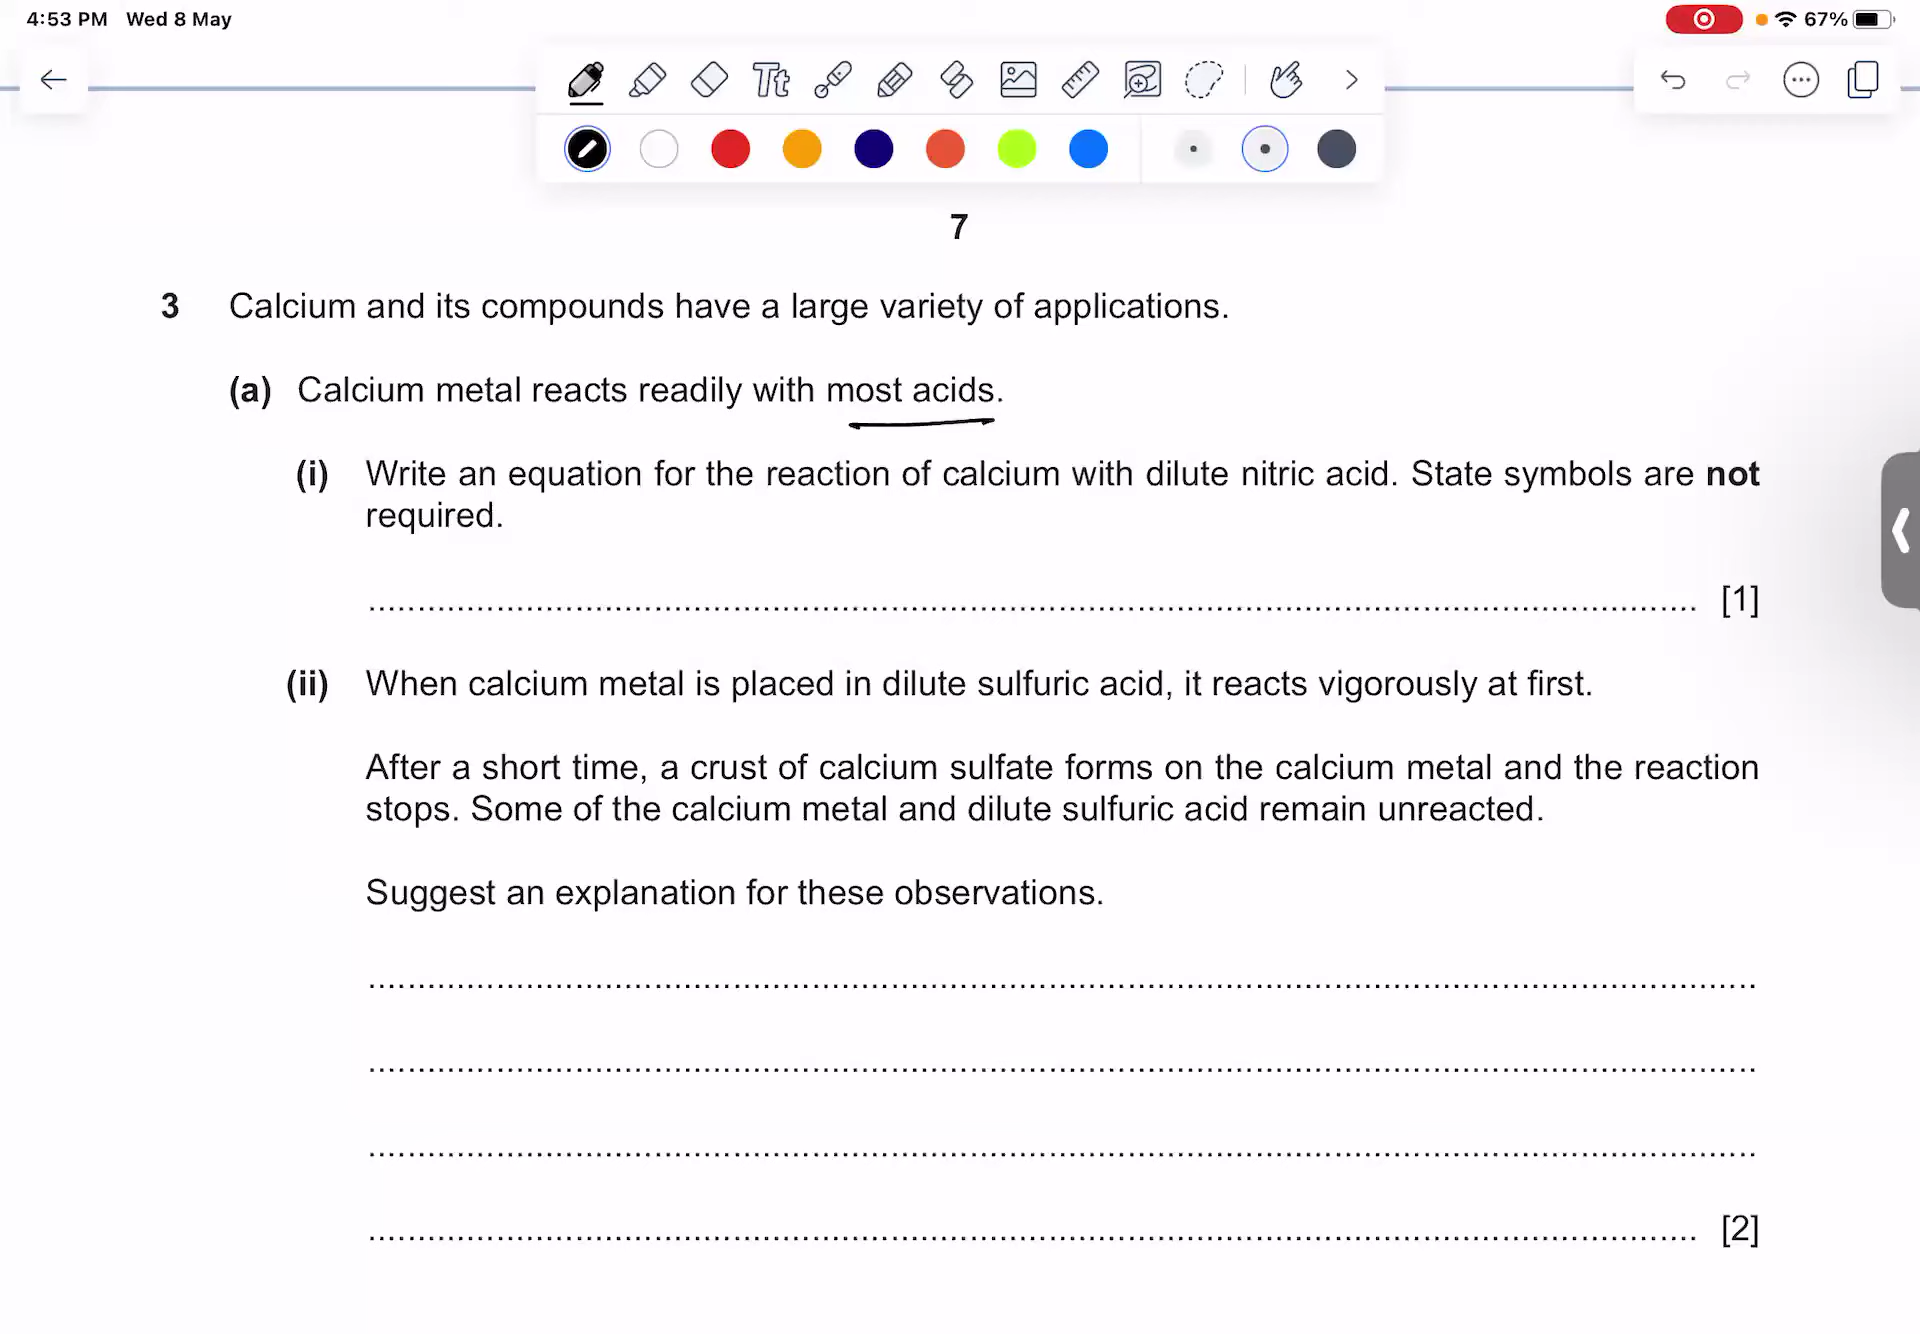 4:53 PM Wed 8 May
67%
Tt
7
3 Calcium and its compounds have a large variety of applications.
(a) Calcium metal reacts readily with most acids.
(i) Write an equation for the reaction of calcium with dilute nitric acid. State symbols are not
required.
[1]
(ii) When calcium metal is placed in dilute sulfuric acid, it reacts vigorously at first.
After a short time, a crust of calcium sulfate forms on the calcium metal and the reaction
stops. Some of the calcium metal and dilute sulfuric acid remain unreacted.
Suggest an explanation for these observations.
[2]